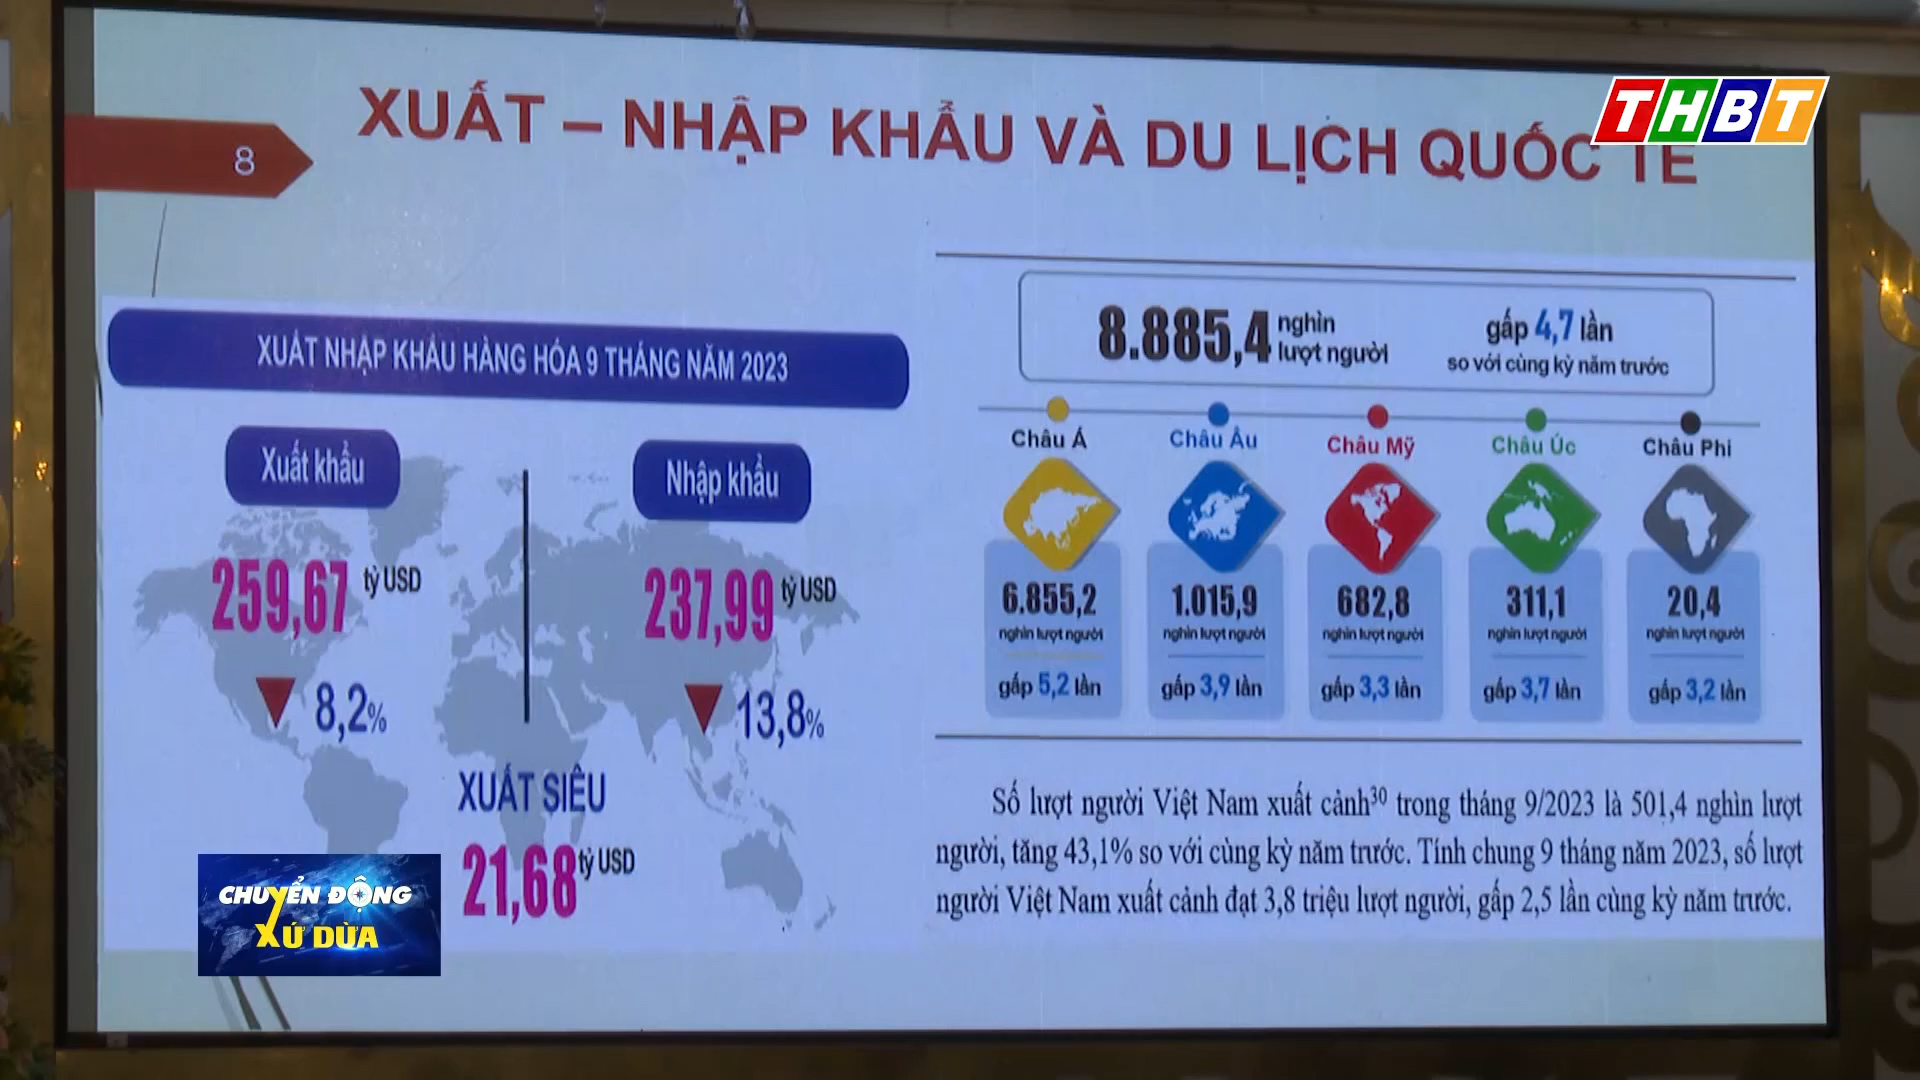 THBT
XUẤT – NHẬP KHẨU VÀ DU LỊCH QUỐC TẾ
8
XUẤT NHẬP KHẨU HÀNG HÓA 9 THÁNG NĂM 2023
Xuất khẩu
Nhập khẩu
259,67 tỷ USD
237,99 tỷ USD
8,2%
13,8%
XUẤT SIÊU
21,68 tỷ USD
8.885,4 nghìn lượt người
gấp 4,7 lần
so với cùng kỳ năm trước
Châu Á
Châu Âu
Châu Mỹ
Châu Úc
Châu Phi
6.855,2
1.015,9
682,8
311,1
20,4
nghìn lượt người
nghìn lượt người
nghìn lượt người
nghìn lượt người
nghìn lượt người
gấp 5,2 lần
gấp 3,9 lần
gấp 3,3 lần
gấp 3,7 lần
gấp 3,2 lần
Số lượt người Việt Nam xuất cảnh³⁰ trong tháng 9/2023 là 501,4 nghìn lượt
người, tăng 43,1% so với cùng kỳ năm trước. Tính chung 9 tháng năm 2023, số lượt
người Việt Nam xuất cảnh đạt 3,8 triệu lượt người, gấp 2,5 lần cùng kỳ năm trước.
CHUYỂN ĐỘNG
XỨ DỪA